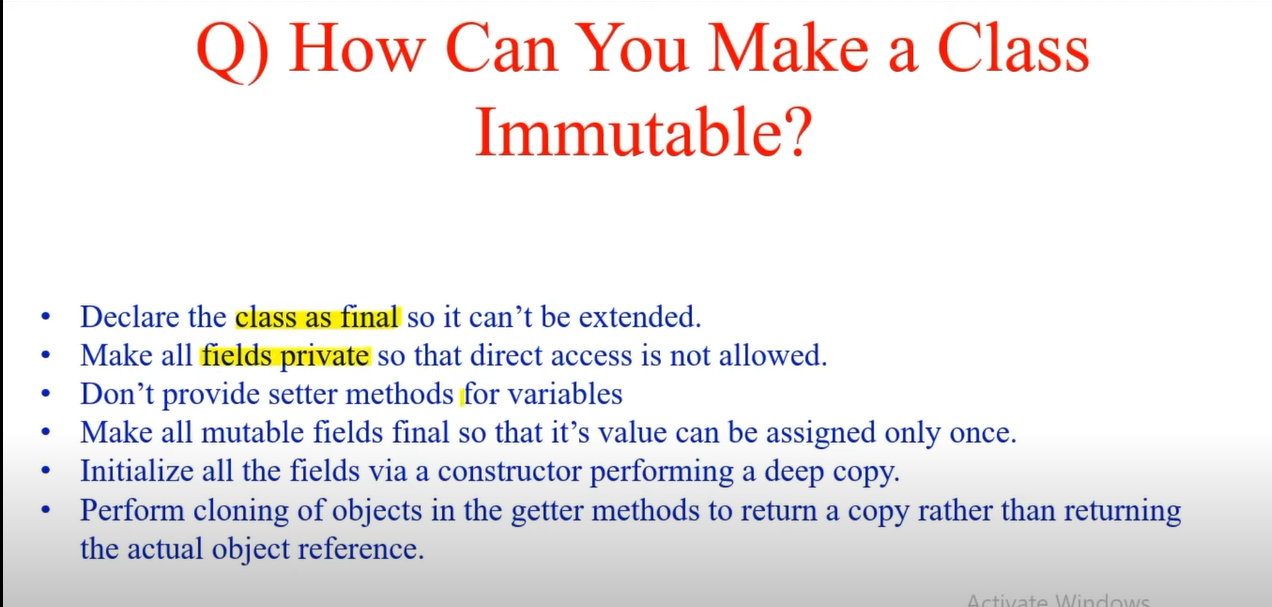 Q) How Can You Make a Class
Immutable?
• Declare the class as final so it can’t be extended.
• Make all fields private so that direct access is not allowed.
• Don’t provide setter methods for variables
• Make all mutable fields final so that it’s value can be assigned only once.
• Initialize all the fields via a constructor performing a deep copy.
• Perform cloning of objects in the getter methods to return a copy rather than returning
the actual object reference.
Activate Windows